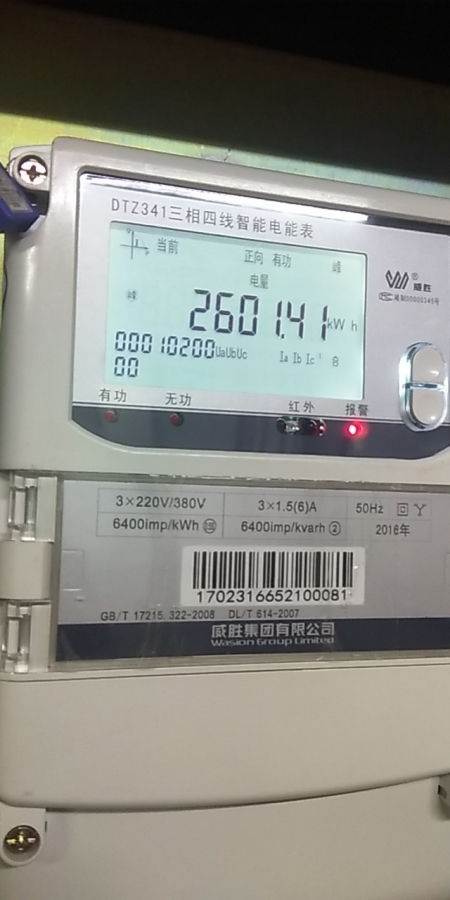 DTZ341三相四线智能电能表
当前 正向 有功 峰
电量
峰 2601.41 kW h
00010200 UaUbUc Ia Ib Ic 8
00
威胜
有功 无功 红外 报警
3×220V/380V 3×1.5(6)A 50Hz
6400imp/kWh 6400imp/kvarh ② 2016年
1702316652100081
GB/T 17215.322-2008 DL/T 614-2007
威胜集团有限公司
Wasion Group Limited